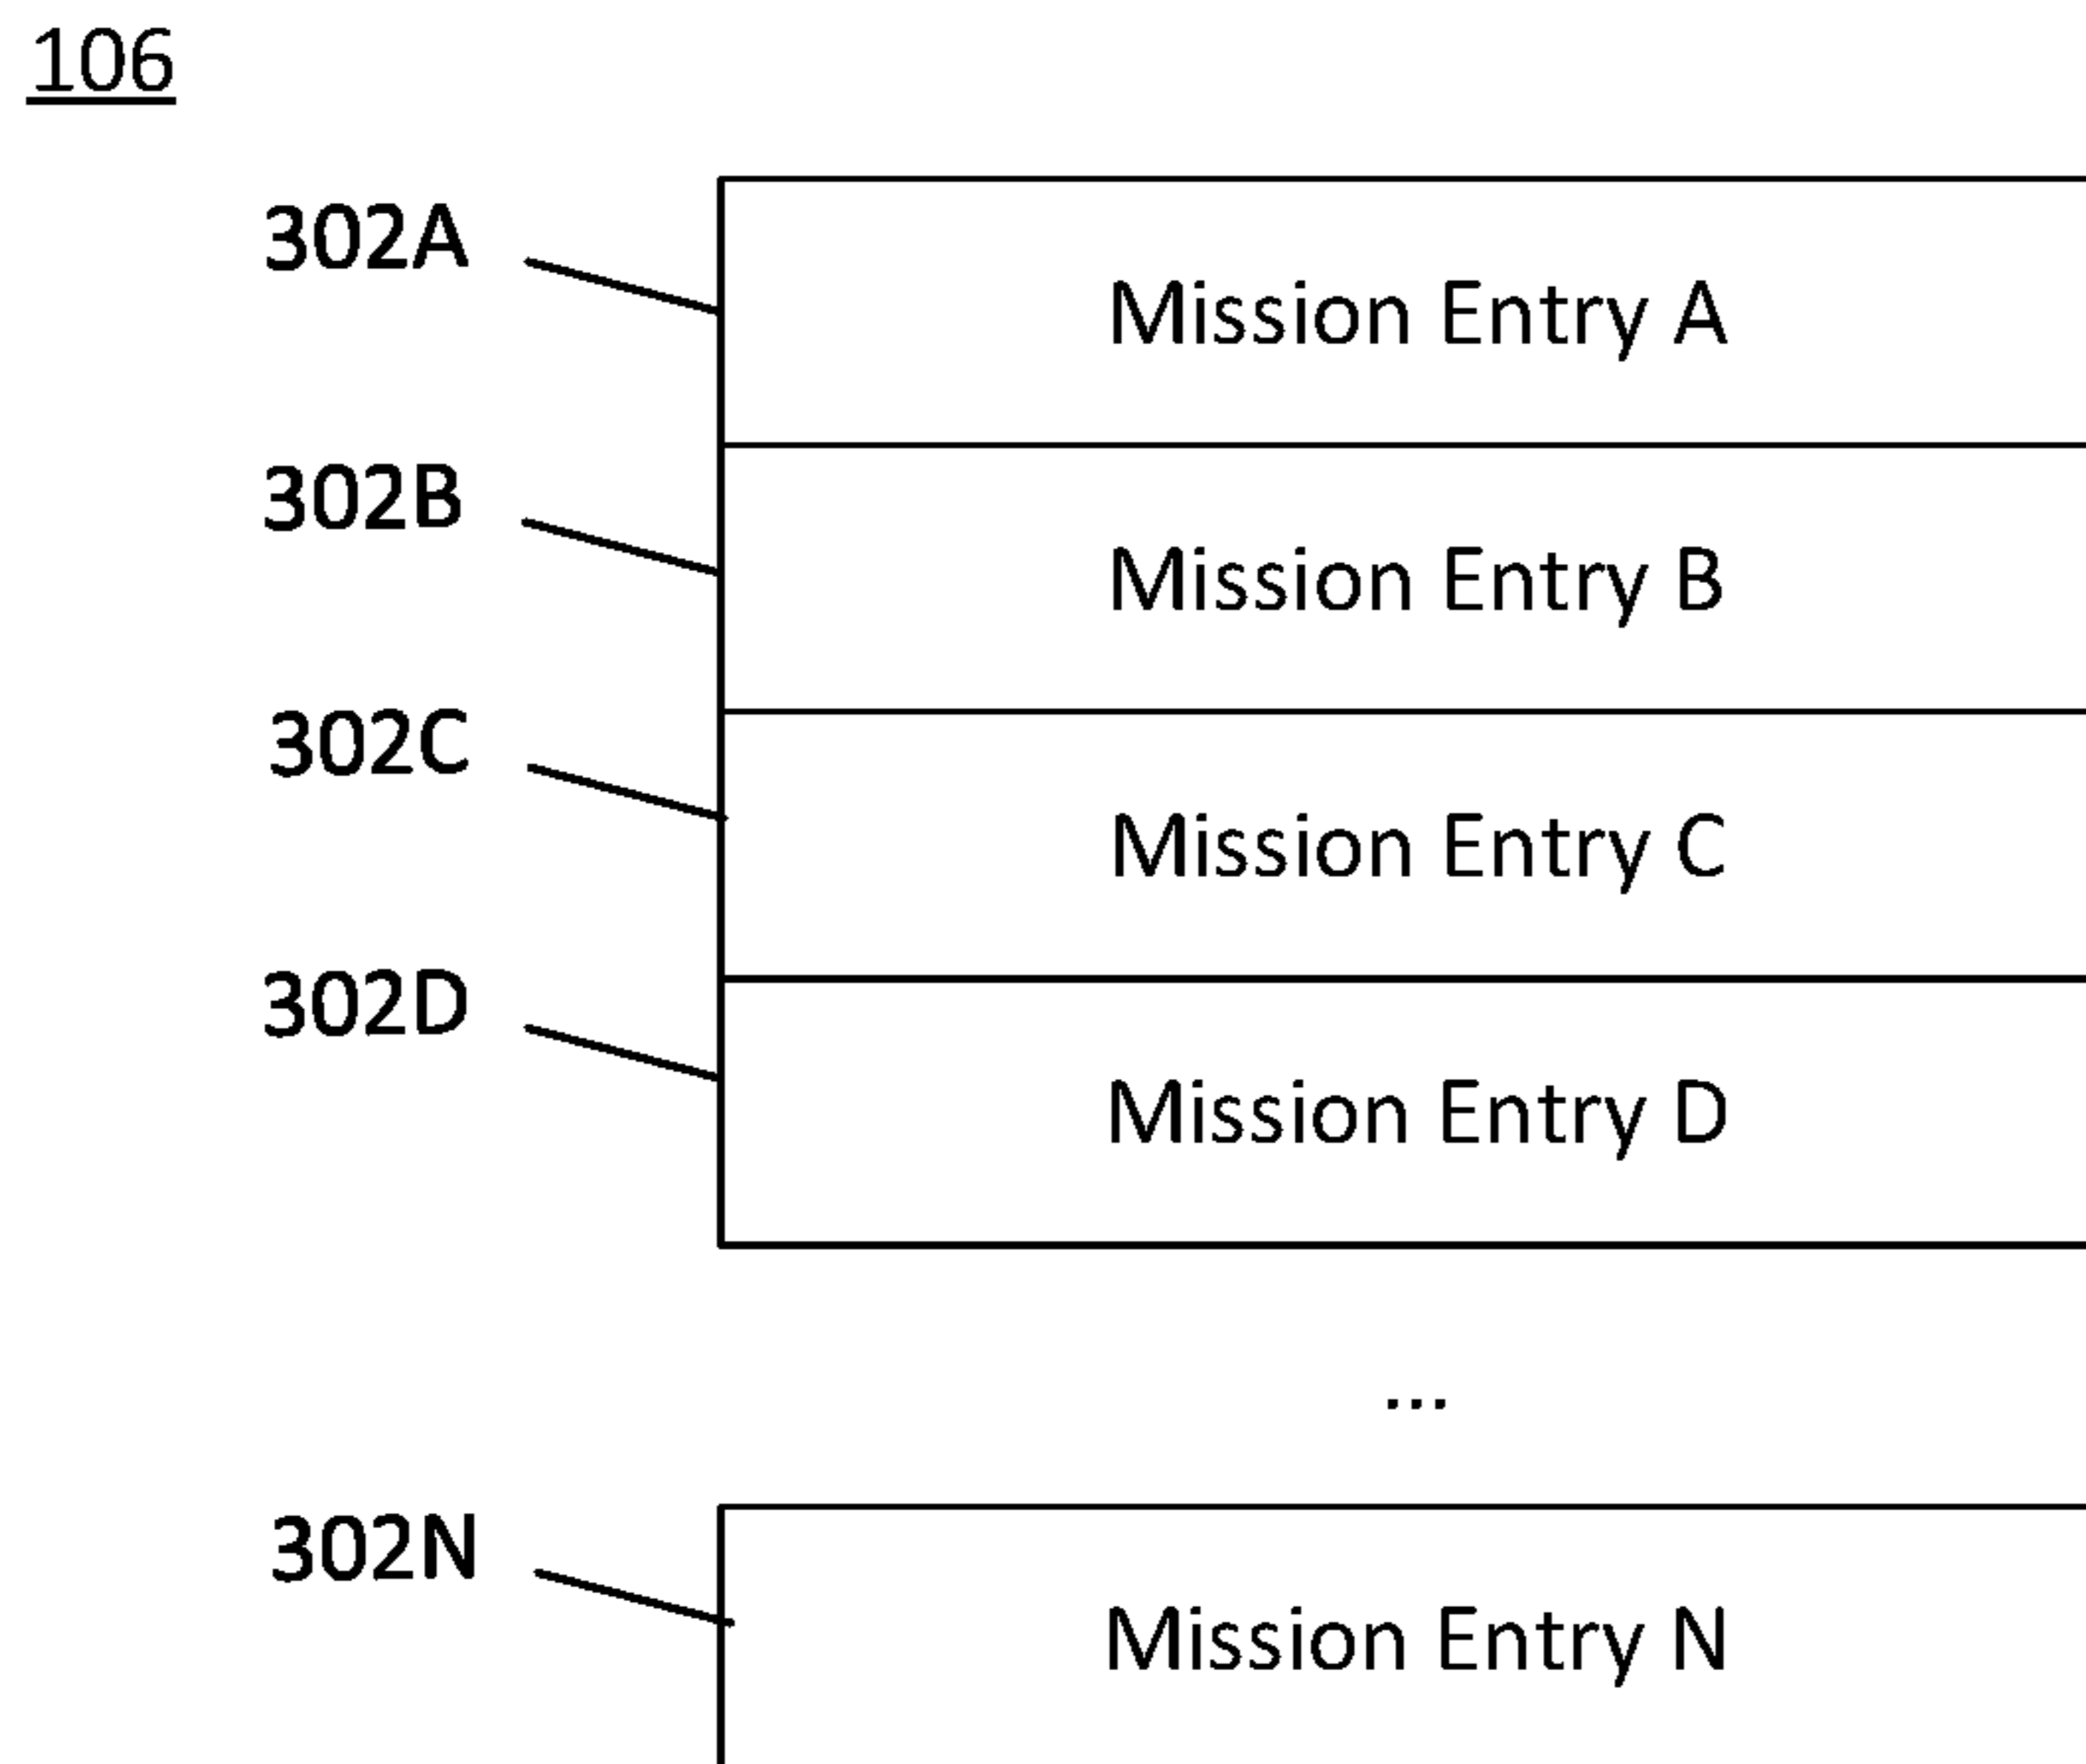 106
302A
Mission Entry A
302B
Mission Entry B
302C
Mission Entry C
302D
Mission Entry D
...
302N
Mission Entry N